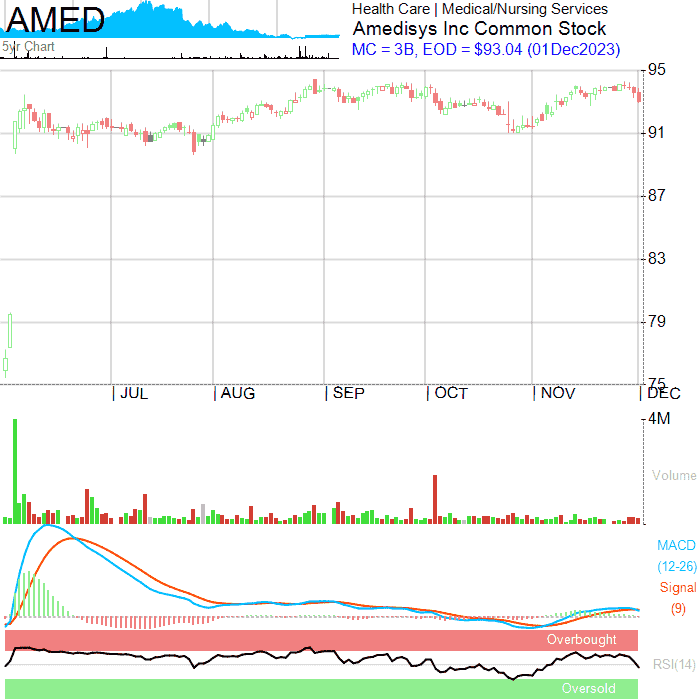 AMED
5yr Chart
Health Care | Medical/Nursing Services
Amedisys Inc Common Stock
MC = 3B, EOD = $93.04 (01Dec2023)
95
91
87
83
79
75
JUL
AUG
SEP
OCT
NOV
DEC
4M
Volume
MACD
(12-26)
Signal
(9)
Overbought
RSI(14)
Oversold